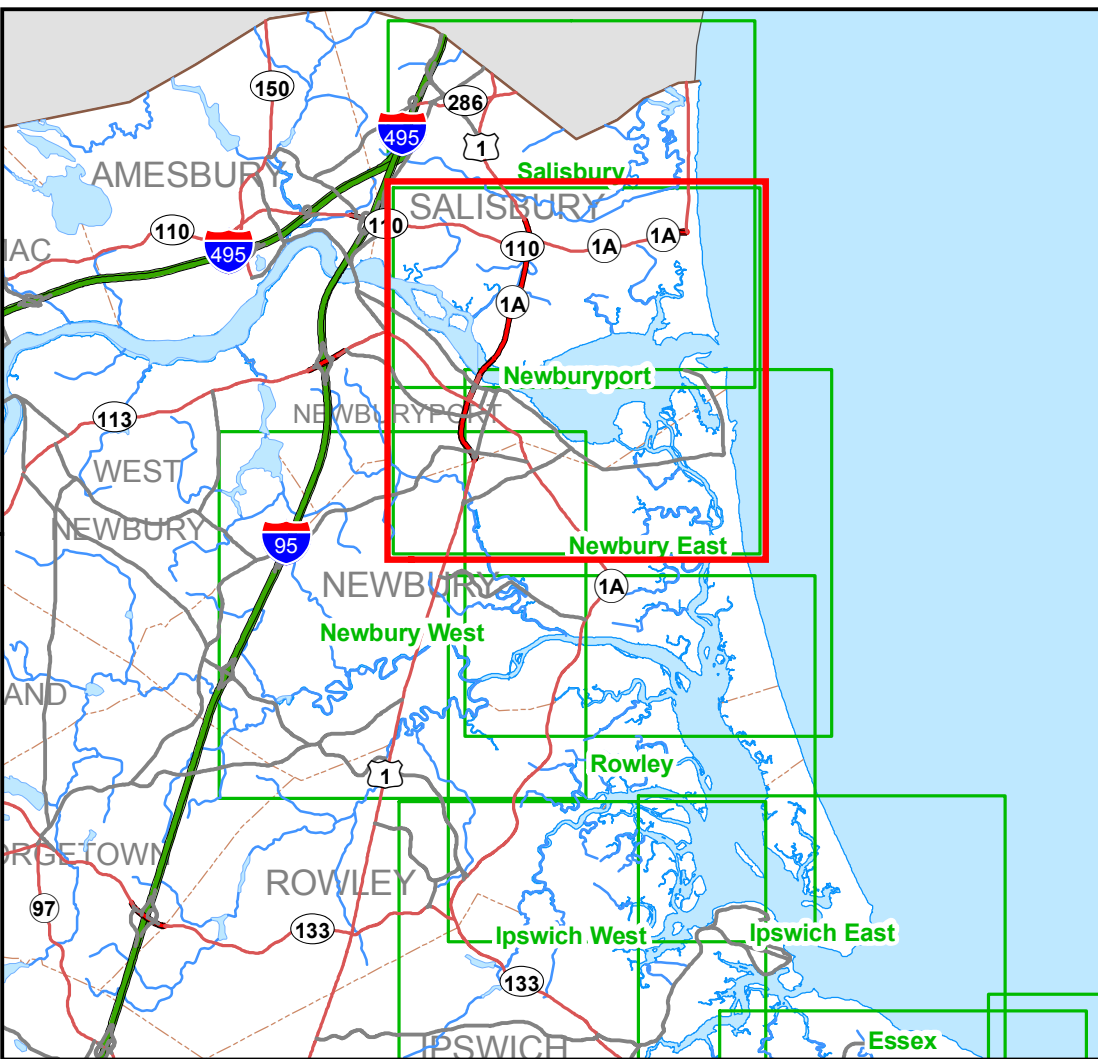 150
286
495
1
AMESBURY
Salisbury
SALISBURY
110
110
1A
1A
110
495
IAC
1A
Newburyport
NEWBURYPORT
113
WEST
NEWBURY
95
Newbury East
NEWBURY
1A
Newbury West
AND
Rowley
1
ORGETOWN
ROWLEY
97
133
Ipswich West
Ipswich East
133
IPSWICH
Essex